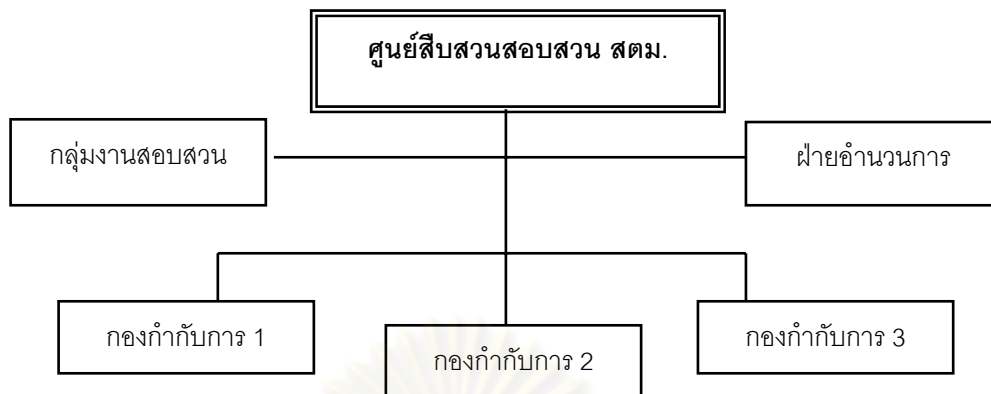 ศูนย์สืบสวนสอบสวน สตม.
กลุ่มงานสอบสวน
ฝ่ายอำนวนการ
กองกำกับการ 1
กองกำกับการ 2
กองกำกับการ 3